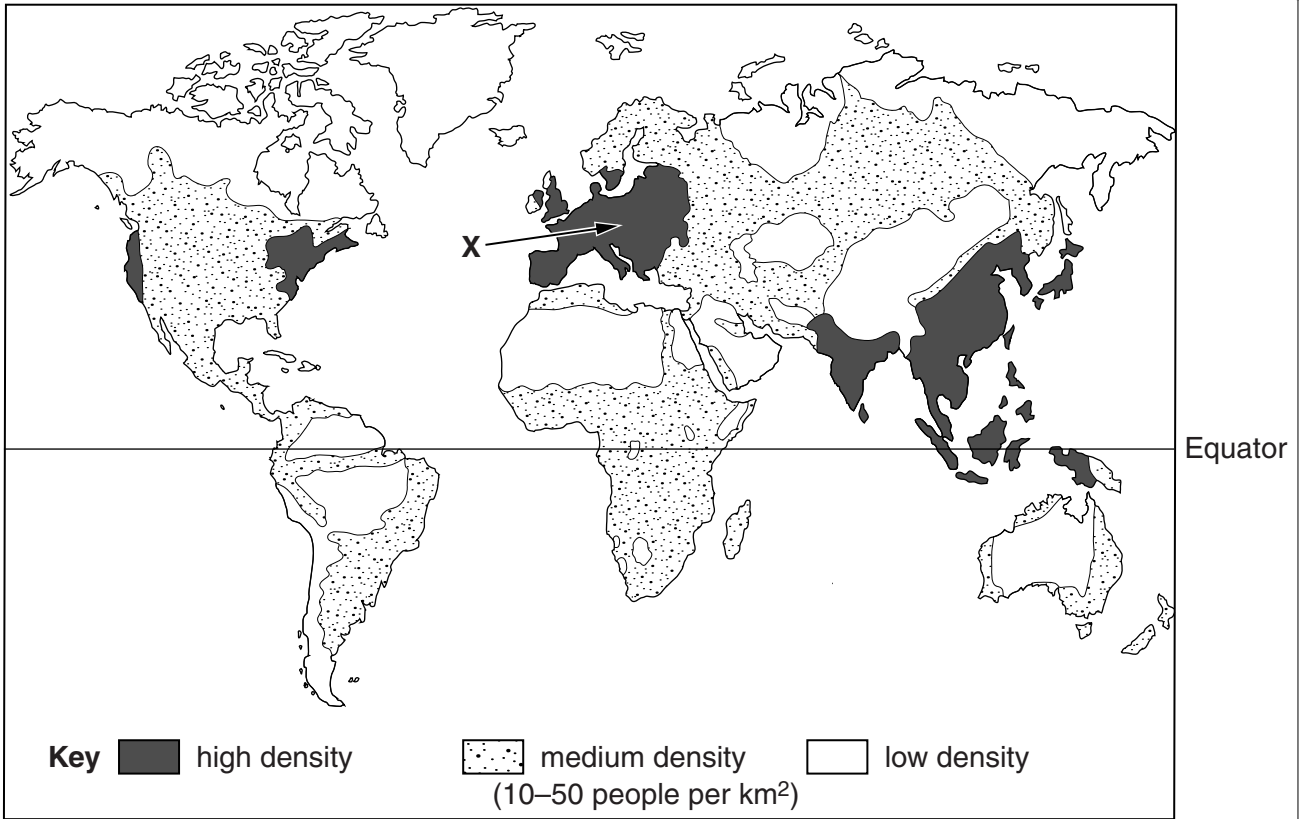 X
Equator
Key high density medium density low density
(10–50 people per km²)